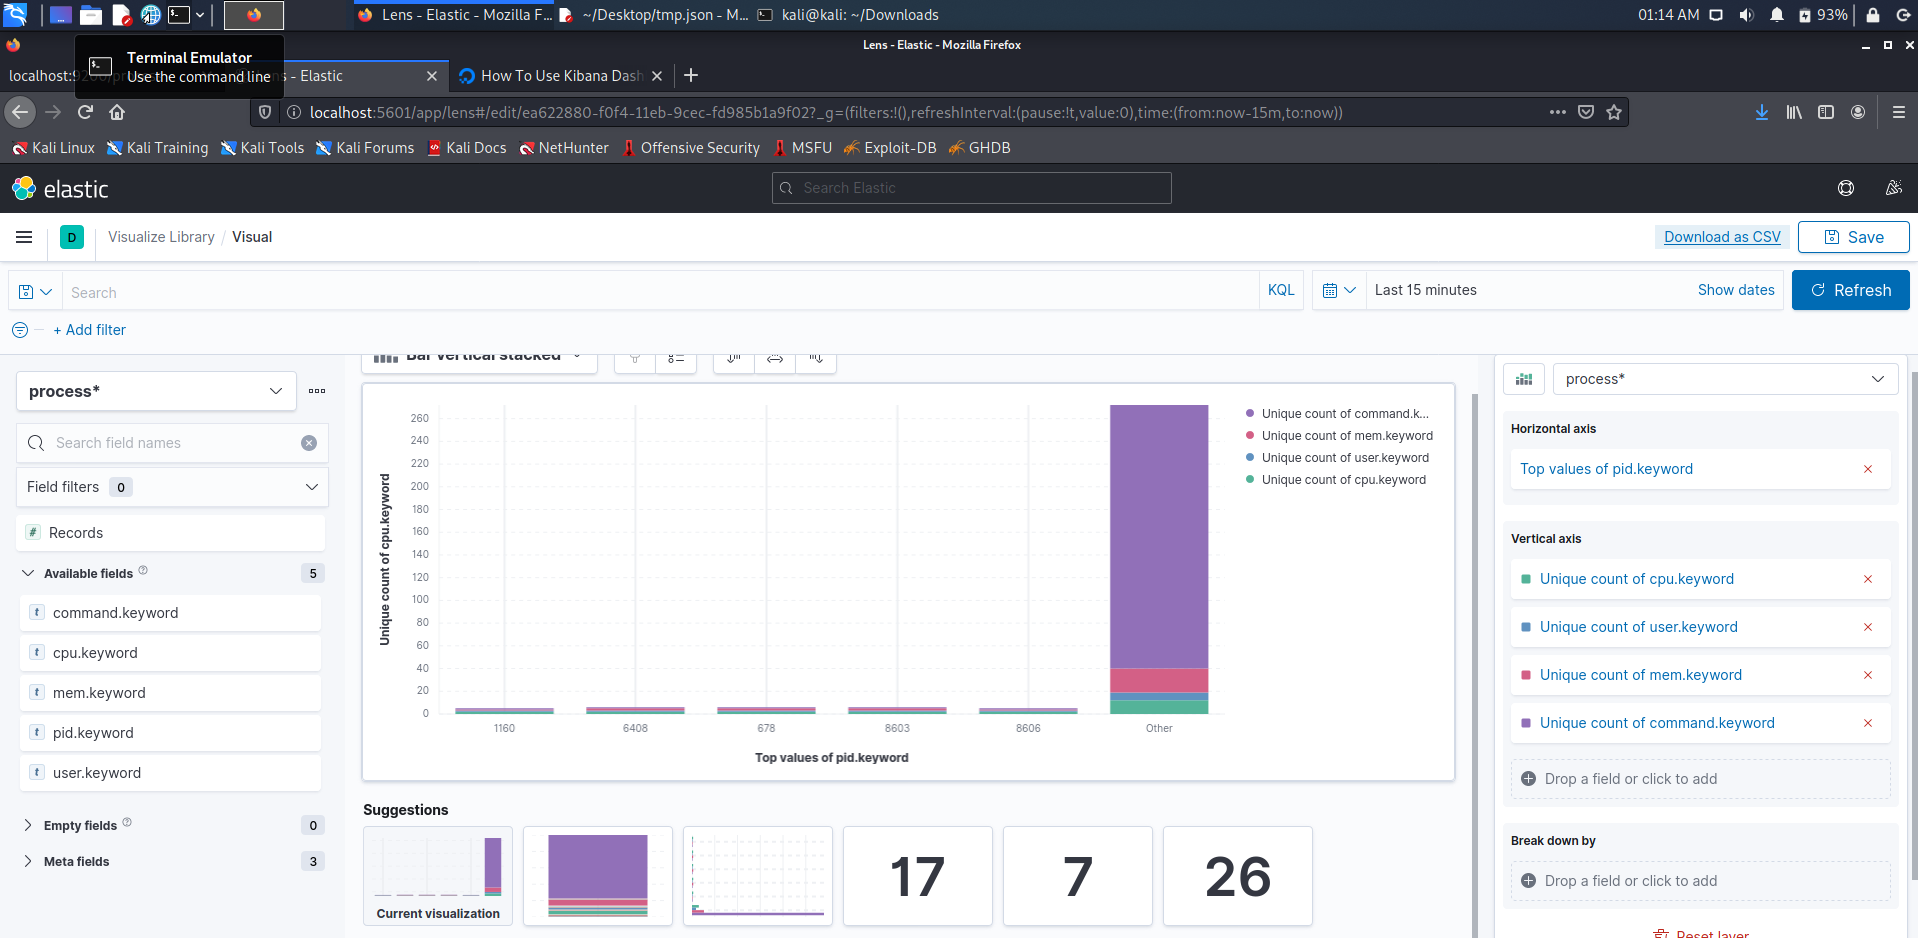 Lens - Elastic - Mozilla F...
~/Desktop/tmp.json - M...
kali@kali: ~/Downloads
01:14 AM
93%
Lens - Elastic - Mozilla Firefox
Terminal Emulator
Use the command line
localhost:
- Elastic
How To Use Kibana Dash
localhost:5601/app/lens#/edit/ea622880-f0f4-11eb-9cec-fd985b1a9f02?_g=(filters:!(),refreshInterval:(pause:!t,value:0),time:(from:now-15m,to:now))
Kali Linux
Kali Training
Kali Tools
Kali Forums
Kali Docs
NetHunter
Offensive Security
MSFU
Exploit-DB
GHDB
elastic
Search Elastic
D
Visualize Library / Visual
Download as CSV
Save
Search
KQL
Last 15 minutes
Show dates
Refresh
+ Add filter
Bar vertical stacked
process*
Search field names
Field filters 0
# Records
Available fields 5
t command.keyword
t cpu.keyword
t mem.keyword
t pid.keyword
t user.keyword
Empty fields 0
Meta fields 3
Unique count of cpu.keyword
260
240
220
200
180
160
140
120
100
80
60
40
20
0
1160
6408
678
8603
8606
Other
Top values of pid.keyword
Unique count of command.k...
Unique count of mem.keyword
Unique count of user.keyword
Unique count of cpu.keyword
Suggestions
Current visualization
17
7
26
process*
Horizontal axis
Top values of pid.keyword
Vertical axis
Unique count of cpu.keyword
Unique count of user.keyword
Unique count of mem.keyword
Unique count of command.keyword
Drop a field or click to add
Break down by
Drop a field or click to add
Reset layer